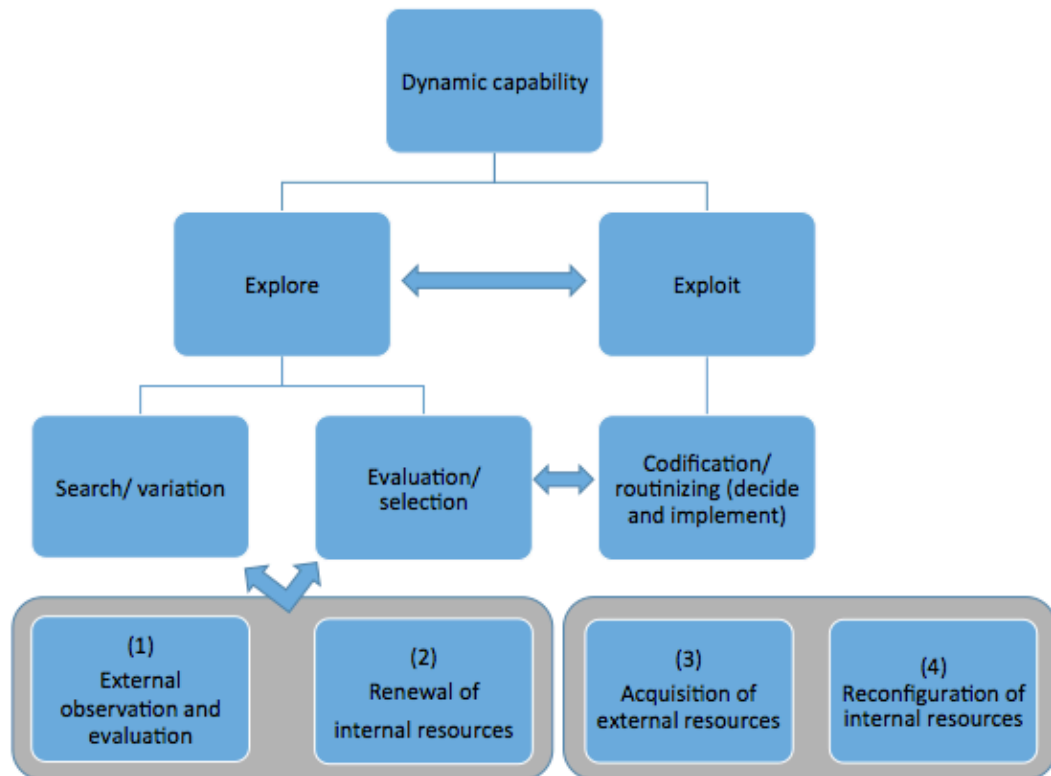 Dynamic capability
Explore
Exploit
Search/ variation
Evaluation/
selection
Codification/
routinizing (decide
and implement)
(1)
External
observation and
evaluation
(2)
Renewal of
internal resources
(3)
Acquisition of
external resources
(4)
Reconfiguration of
internal resources